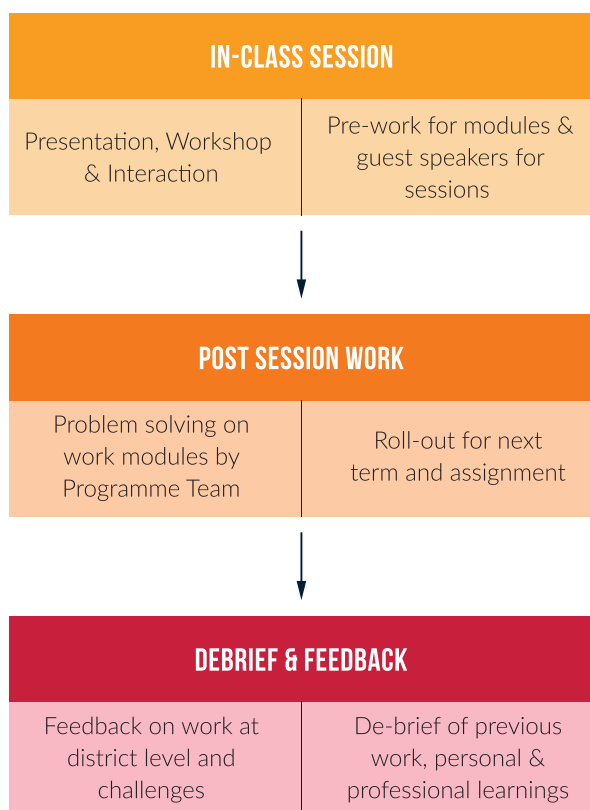 IN-CLASS SESSION
Presentation, Workshop
& Interaction
Pre-work for modules &
guest speakers for
sessions
POST SESSION WORK
Problem solving on
work modules by
Programme Team
Roll-out for next
term and assignment
DEBRIEF & FEEDBACK
Feedback on work at
district level and
challenges
De-brief of previous
work, personal &
professional learnings